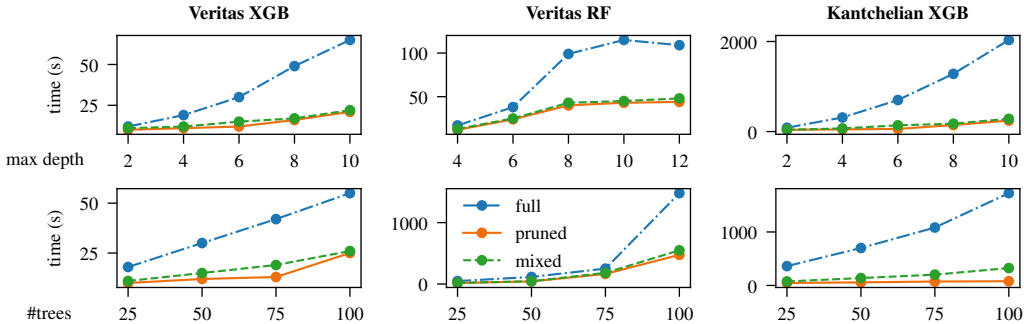 Veritas XGB Veritas RF Kantchelian XGB
time (s) 50 25 100 50 2000 0
max depth 2 4 6 8 10 4 6 8 10 12 2 4 6 8 10
time (s) 50 25 1000 0 full pruned mixed 1000 0
#trees 25 50 75 100 25 50 75 100 25 50 75 100